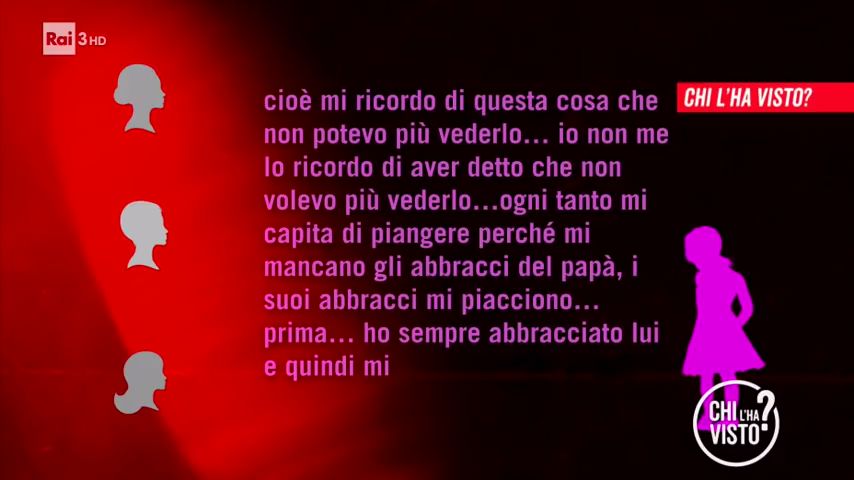 Rai 3HD
cioè mi ricordo di questa cosa che
non potevo più vederlo... io non me
lo ricordo di aver detto che non
volevo più vederlo...ogni tanto mi
capita di piangere perché mi
mancano gli abbracci del papà, i
suoi abbracci mi piacciono...
prima... ho sempre abbracciato lui
e quindi mi
CHI L'HA VISTO?
CHI L'HA
VISTO?